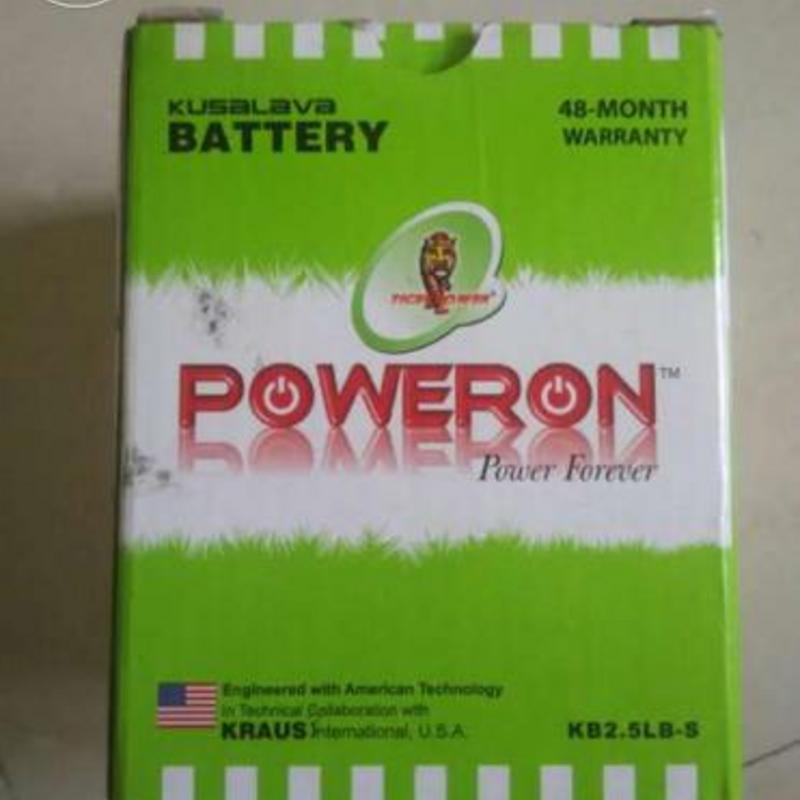 KUSALAVA
BATTERY
48-MONTH
WARRANTY
POWERON™
Power Forever
Engineered with American Technology
In Technical Collaboration with
KRAUS International, U.S.A.
KB2.5LB-S